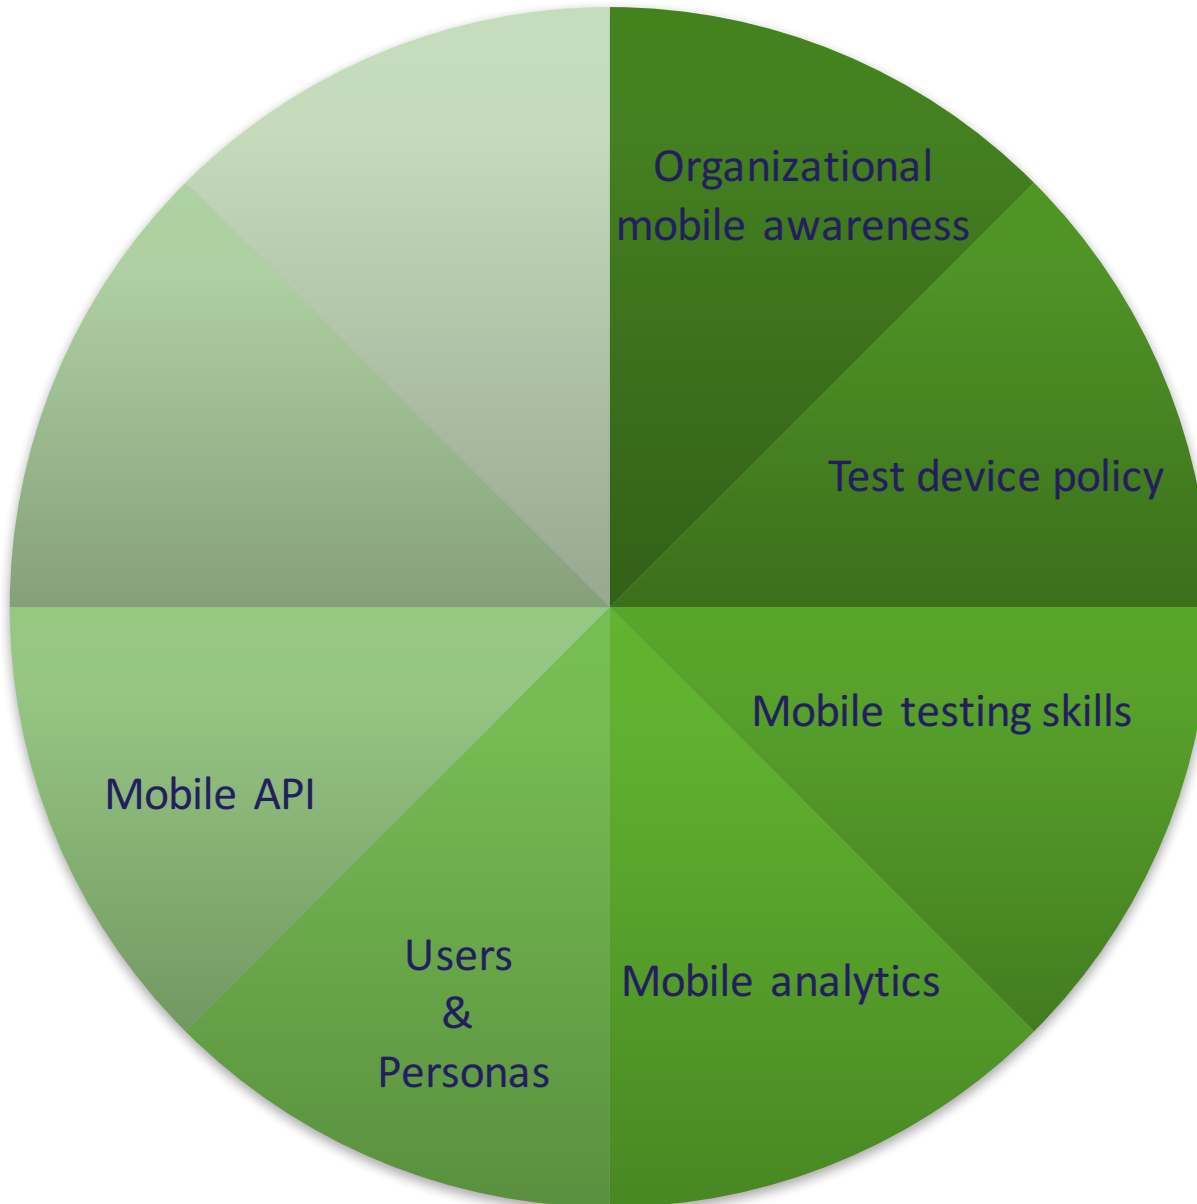 Organizational
mobile awareness
Test device policy
Mobile testing skills
Mobile analytics
Users
&
Personas
Mobile API